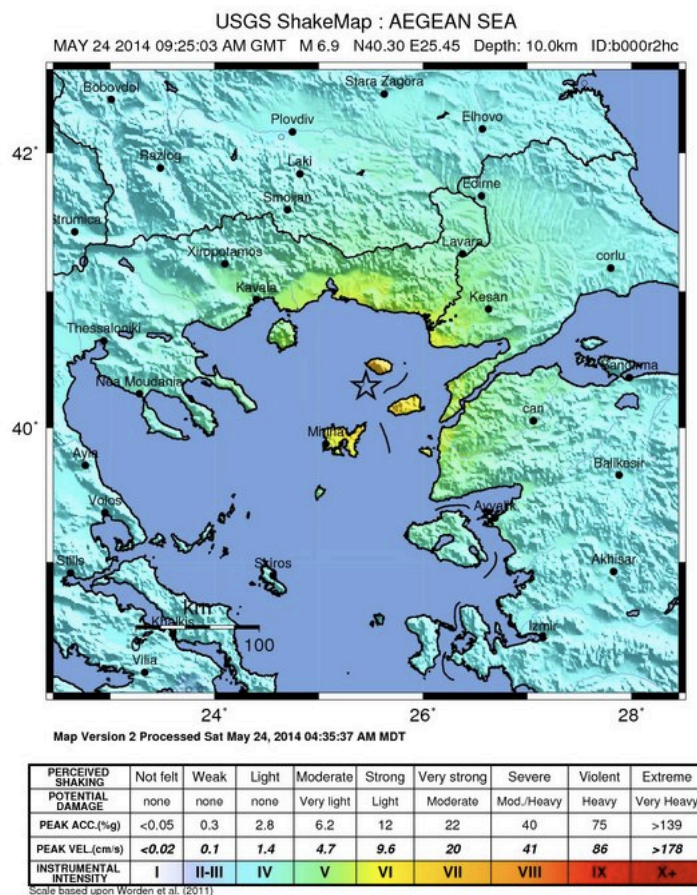 USGS ShakeMap : AEGEAN SEA
MAY 24 2014 09:25:03 AM GMT M 6.9 N40.30 E25.45 Depth: 10.0km ID:b000r2hc
Bobovdol
Stara Zagora
Plovdiv
Elhovo
42°
Razlog
Laki
Edirne
Smoljan
Strumica
Lavara
Xiropotamos
corlu
Kavala
Kesan
Thessaloniki
Nea Moudania
Bandirma
can
40°
Mirina
Ayia
Balikesir
Volos
Ayvalik
Stilis
Skiros
Akhisar
km
Khalkis
100
Izmir
Vilia
24° 26° 28°
Map Version 2 Processed Sat May 24, 2014 04:35:37 AM MDT
PERCEIVED SHAKING Not felt Weak Light Moderate Strong Very strong Severe Violent Extreme
POTENTIAL DAMAGE none none none Very light Light Moderate Mod./Heavy Heavy Very Heavy
PEAK ACC.(%g) <0.05 0.3 2.8 6.2 12 22 40 75 >139
PEAK VEL.(cm/s) <0.02 0.1 1.4 4.7 9.6 20 41 86 >178
INSTRUMENTAL INTENSITY I II-III IV V VI VII VIII IX X+
Scale based upon Worden et al. (2011)